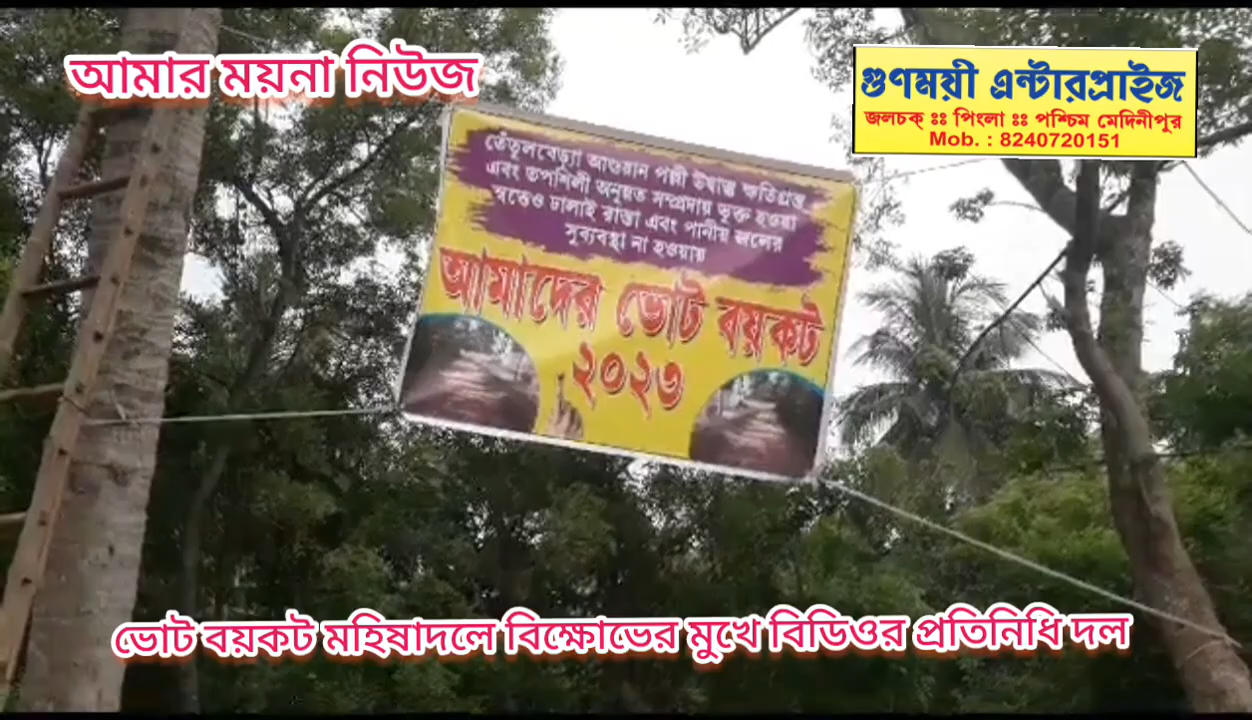 আমার ময়না নিউজ
গুণময়ী এন্টারপ্রাইজ
জলচক্ ঃঃ পিংলা ঃঃ পশ্চিম মেদিনীপুর
Mob. : 8240720151
তেঁতুলবেড়্যা আগুয়ান পল্লী উদ্বাস্তু ক্ষতিগ্রস্ত
এবং তপশিলী অনুন্নত সম্প্রদায় ভুক্ত হওয়া
স্বত্তেও ঢালাই রাস্তা এবং পানীয় জলের
সুব্যবস্থা না হওয়ায়
আমাদের ভোট বয়কট
২০২৩
ভোট বয়কট মহিষাদলে বিক্ষোভের মুখে বিডিওর প্রতিনিধি দল